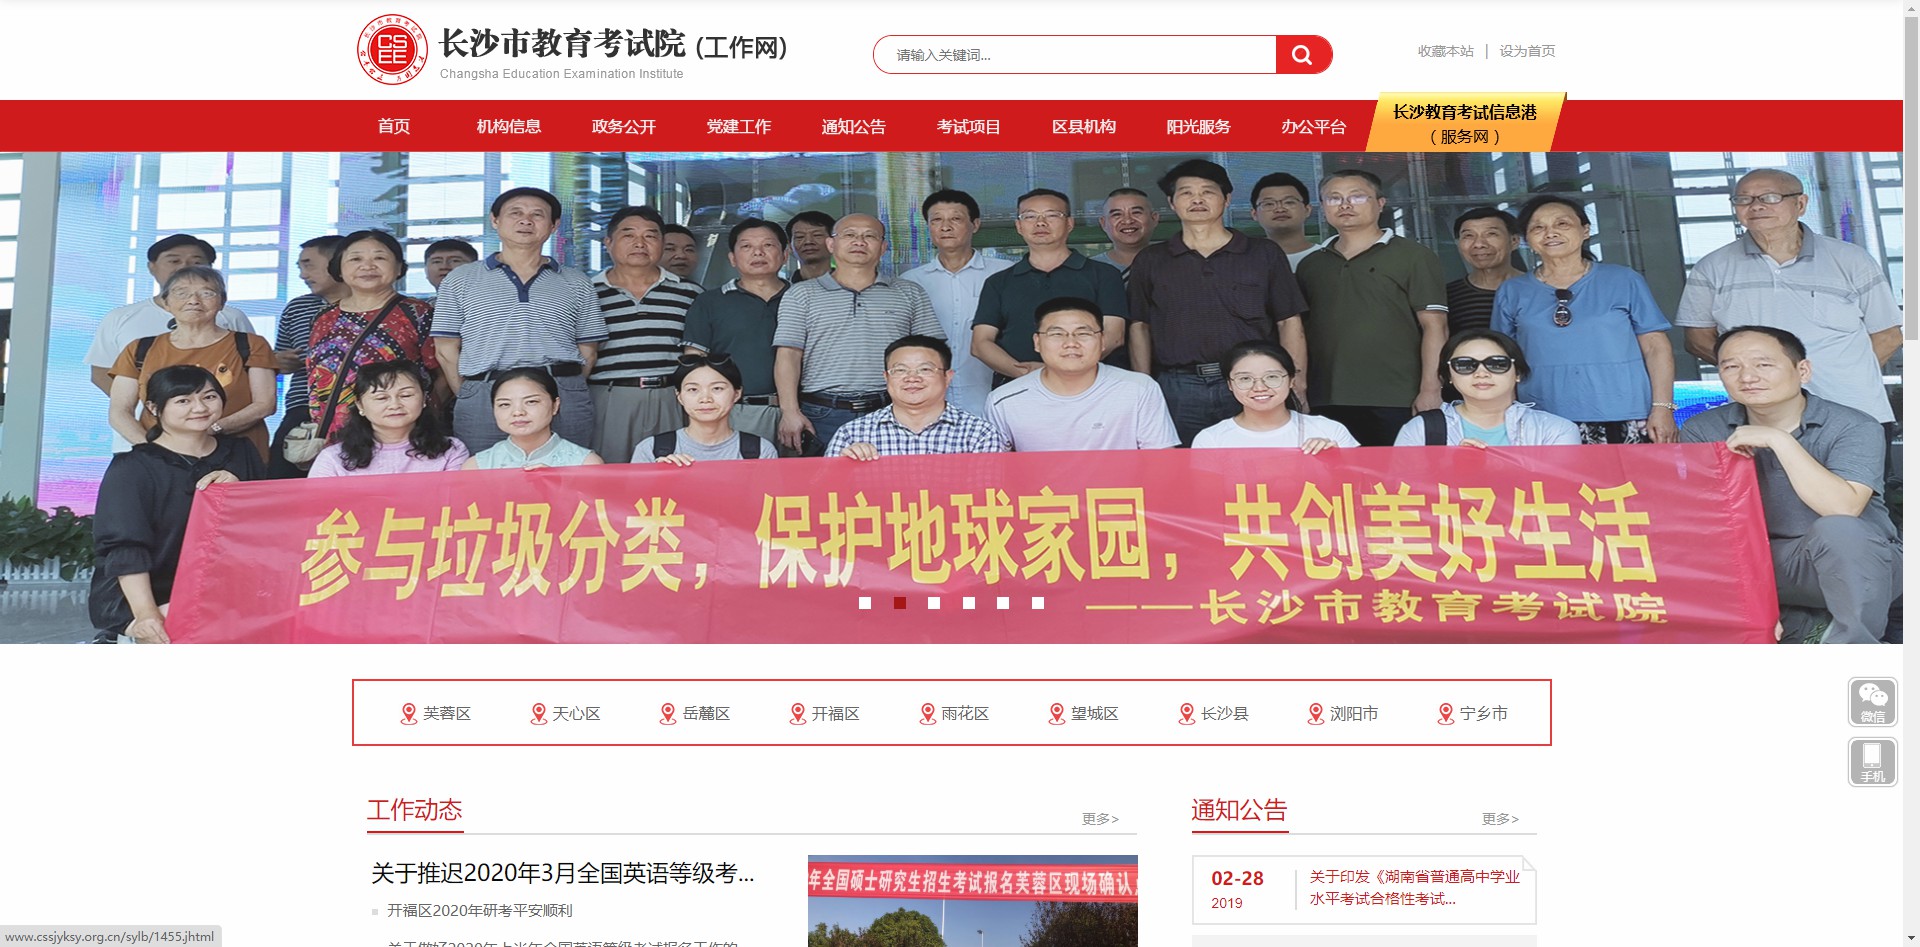 长沙市教育考试院 (工作网)
Changsha Education Examination Institute
CS
EE
请输入关键词...
收藏本站 | 设为首页
首页 机构信息 政务公开 党建工作 通知公告 考试项目 区县机构 阳光服务 办公平台
长沙教育考试信息港
（ 服务网 ）
参与垃圾分类，保护地球家园，共创美好生活
——长沙市教育考试院
芙蓉区 天心区 岳麓区 开福区 雨花区 望城区 长沙县 浏阳市 宁乡市
微信
手机
工作动态
更多>
关于推迟2020年3月全国英语等级考...
开福区2020年研考平安顺利
关于做好2020年上半年全国英语等级考试报名工作的
年全国硕士研究生招生考试报名芙蓉区现场确认
通知公告
更多>
02-28
2019
关于印发《湖南省普通高中学业
水平考试合格性考试...
www.cssjyksy.org.cn/sylb/1455.jhtml